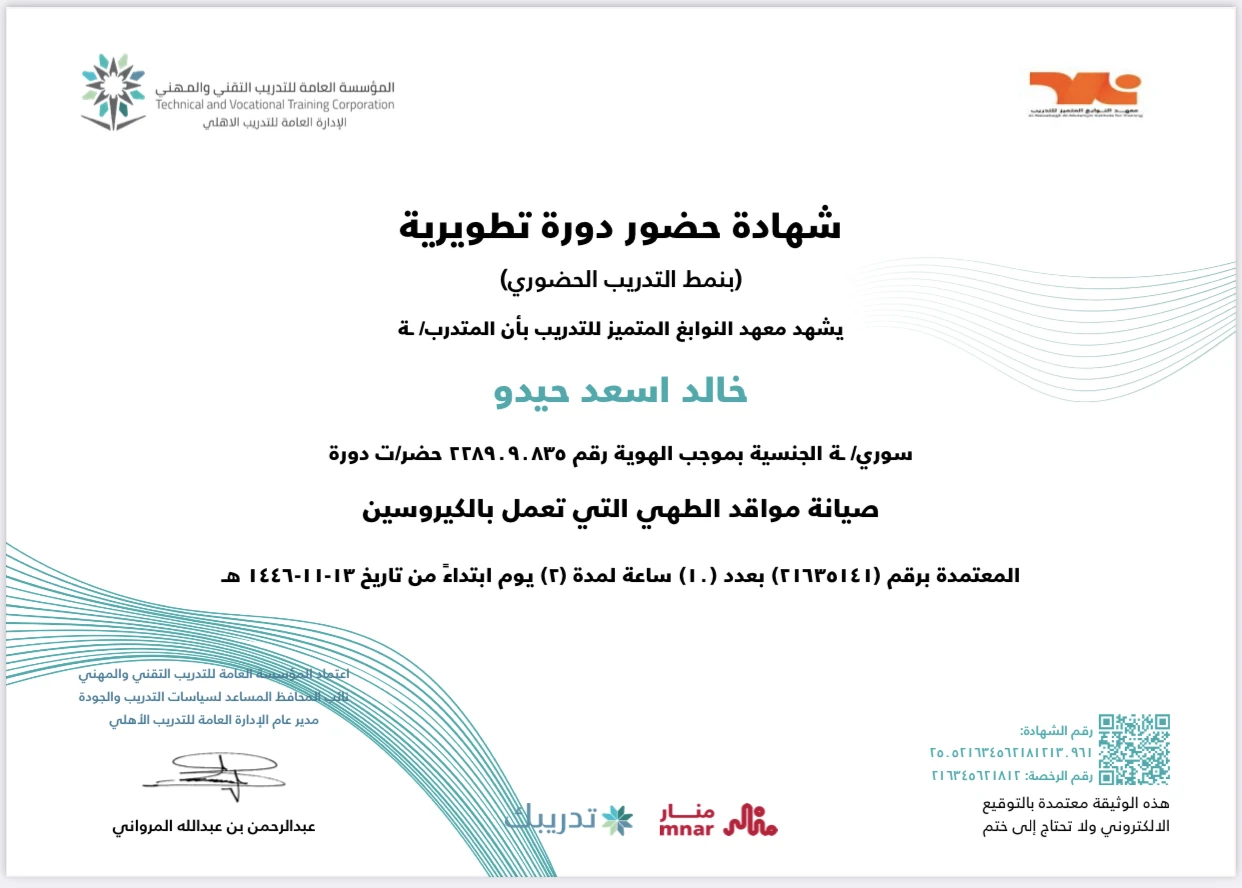 المؤسسة العامة للتدريب التقني والمهني
Technical and Vocational Training Corporation
الإدارة العامة للتدريب الاهلي
معهد النوابغ المتميز للتدريب
شهادة حضور دورة تطويرية
(بنمط التدريب الحضوري)
يشهد معهد النوابغ المتميز للتدريب بأن المتدرب/ ـة
خالد اسعد حيدو
سوري/ ـة الجنسية بموجب الهوية رقم ٢٢٨٩٠٩٠٨٣٥ حضر/ت دورة
صيانة مواقد الطهي التي تعمل بالكيروسين
المعتمدة برقم (٢١٦٣٥١٤١) بعدد (١٠) ساعة لمدة (٢) يوم ابتداءً من تاريخ ١٣-١١-١٤٤٦ هـ
اعتماد المؤسسة العامة للتدريب التقني والمهني
نائب المحافظ المساعد لسياسات التدريب والجودة
مدير عام الإدارة العامة للتدريب الأهلي
عبدالرحمن بن عبدالله المرواني
تدريبك
منار
mnar
رقم الشهادة:
٢٥٠٥٢١٦٣٤٥٦٢١٨١٢١٣٠٩٦١
رقم الرخصة: ٢١٦٣٤٥٦٢١٨١٢
هذه الوثيقة معتمدة بالتوقيع
الالكتروني ولا تحتاج إلى ختم